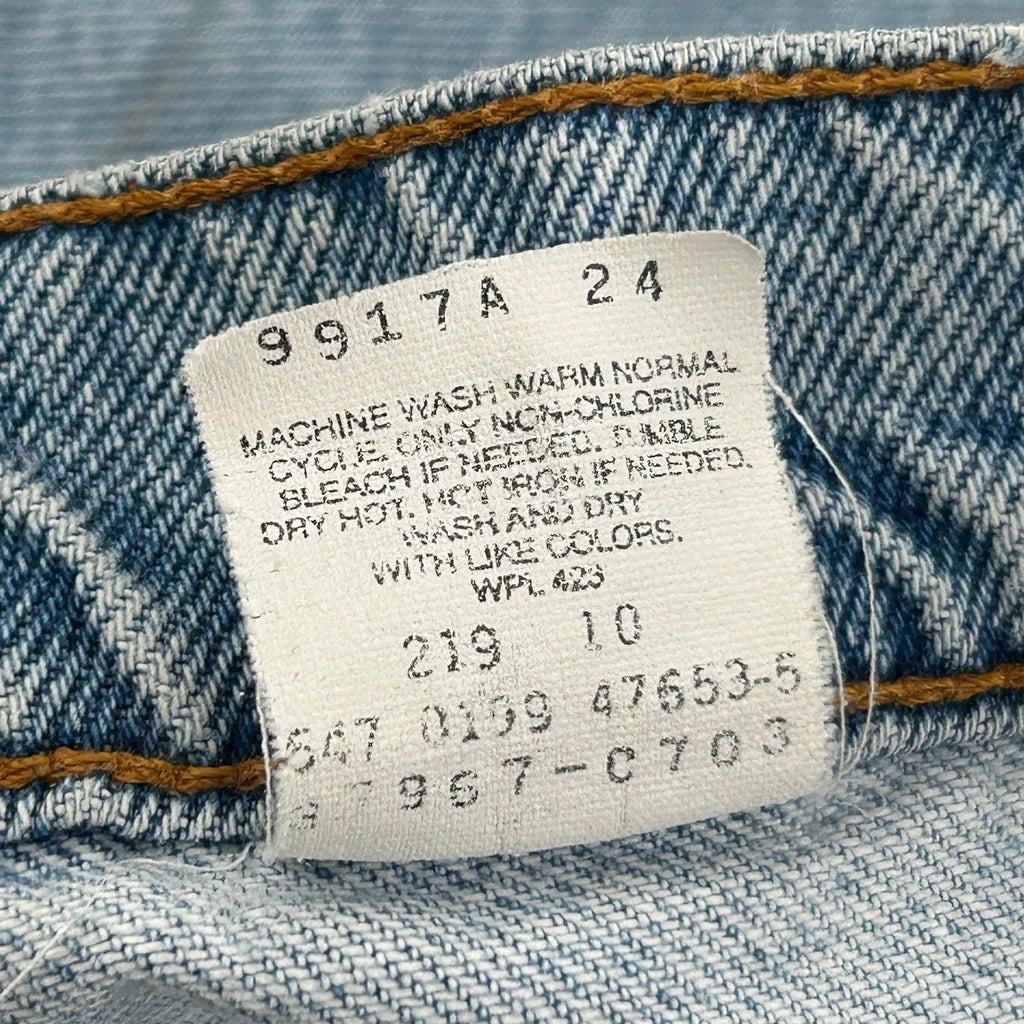 9917A 24
MACHINE WASH WARM NORMAL
CYCLE. ONLY NON-CHLORINE
BLEACH IF NEEDED. TUMBLE
DRY HOT. HOT IRON IF NEEDED.
WASH AND DRY
WITH LIKE COLORS.
WPL 423
219 10
547 0199 47653-5
967-C703